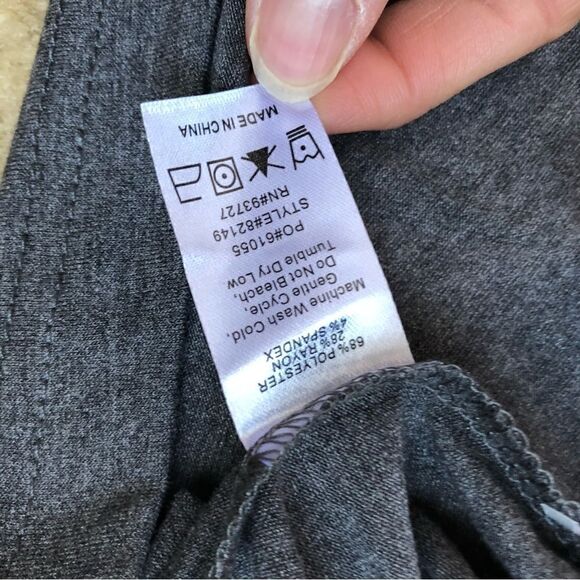 68% POLYESTER
28% RAYON
4% SPANDEX
Machine Wash Cold,
Gentle Cycle,
Do Not Bleach,
Tumble Dry Low
PO#61055
STYLE#82149
RN#93727
MADE IN CHINA